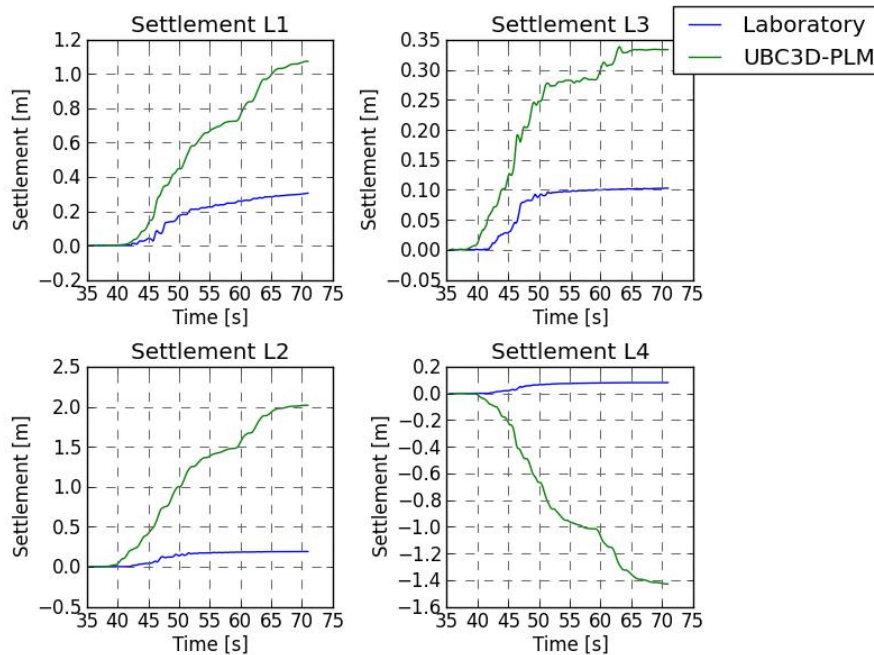 Settlement L1
Settlement [m]
1.2
1.0
0.8
0.6
0.4
0.2
0.0
−0.2
35 40 45 50 55 60 65 70 75
Time [s]
Settlement L3
Settlement [m]
0.35
0.30
0.25
0.20
0.15
0.10
0.05
0.00
−0.05
35 40 45 50 55 60 65 70 75
Time [s]
Laboratory
UBC3D-PLM
Settlement L2
Settlement [m]
2.5
2.0
1.5
1.0
0.5
0.0
−0.5
35 40 45 50 55 60 65 70 75
Time [s]
Settlement L4
Settlement [m]
0.2
0.0
−0.2
−0.4
−0.6
−0.8
−1.0
−1.2
−1.4
−1.6
35 40 45 50 55 60 65 70 75
Time [s]